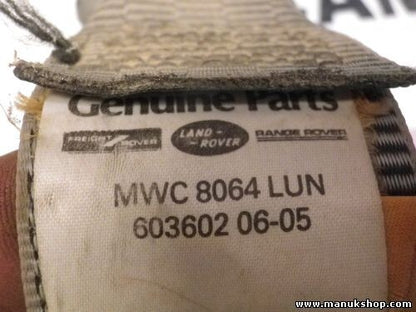 Genuine Parts
FREIGHT ROVER LAND-ROVER RANGE ROVER
MWC 8064 LUN
603602 06-05
www.manukshop.com